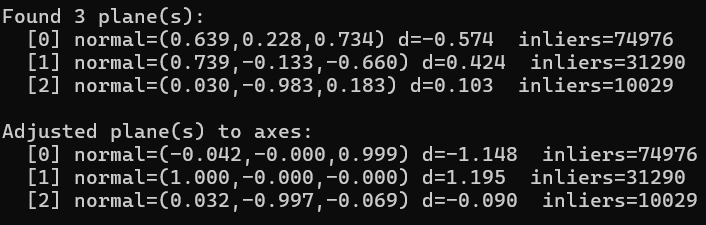 Found 3 plane(s):
  [0] normal=(0.639,0.228,0.734) d=-0.574  inliers=74976
  [1] normal=(0.739,-0.133,-0.660) d=0.424  inliers=31290
  [2] normal=(0.030,-0.983,0.183) d=0.103  inliers=10029

Adjusted plane(s) to axes:
  [0] normal=(-0.042,-0.000,0.999) d=-1.148  inliers=74976
  [1] normal=(1.000,-0.000,-0.000) d=1.195  inliers=31290
  [2] normal=(0.032,-0.997,-0.069) d=-0.090  inliers=10029